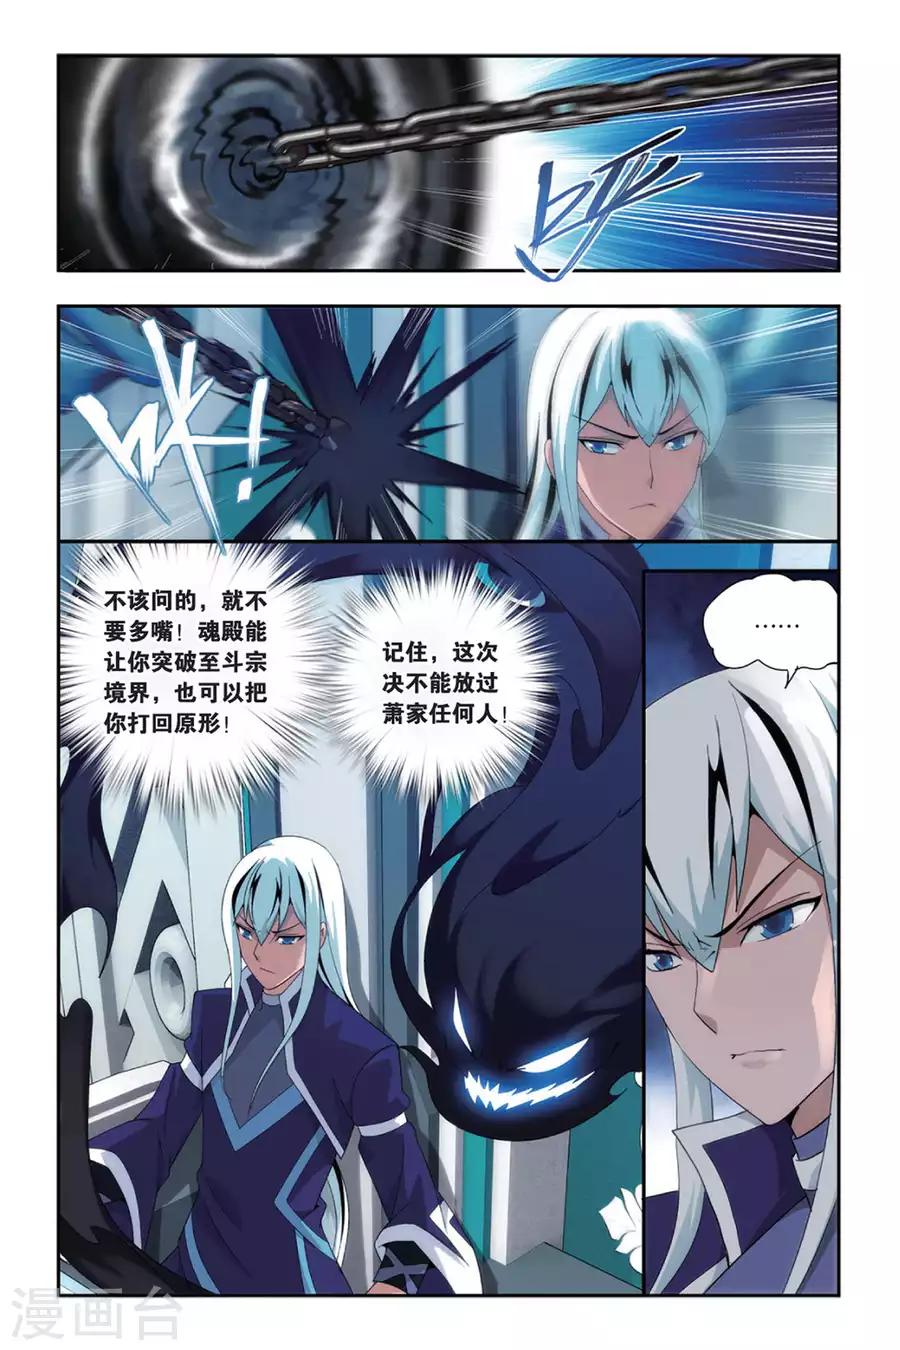 呼
咻！
不该问的，就不
要多嘴！魂殿能
让你突破至斗宗
境界，也可以把
你打回原形！
记住，这次
决不能放过
萧家任何人！
……
漫画台